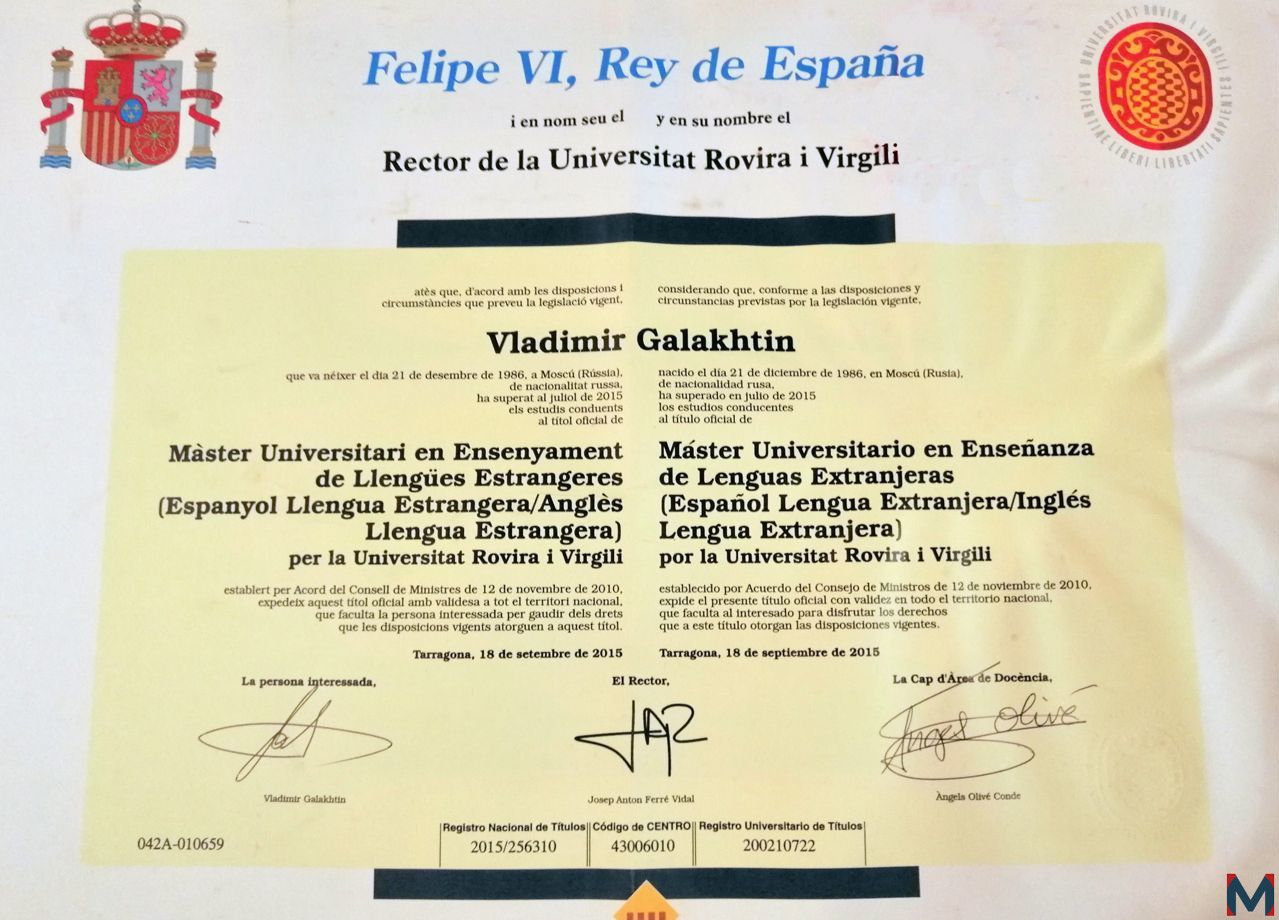 Felipe VI, Rey de España
i en nom seu el y en su nombre el
Rector de la Universitat Rovira i Virgili
UNIVERSITAT ROVIRA I VIRGILI
SAPIENTIAE LIBERI · LIBERTATI SAPIENTES
atès que, d'acord amb les disposicions i
circumstàncies que preveu la legislació vigent,
considerando que, conforme a las disposiciones y
circunstancias previstas por la legislación vigente,
Vladimir Galakhtin
que va néixer el dia 21 de desembre de 1986, a Moscú (Rússia),
de nacionalitat russa,
ha superat al juliol de 2015
els estudis conduents
al títol oficial de
nacido el día 21 de diciembre de 1986, en Moscú (Rusia),
de nacionalidad rusa,
ha superado en julio de 2015
los estudios conducentes
al título oficial de
Màster Universitari en Ensenyament
de Llengües Estrangeres
(Espanyol Llengua Estrangera/Anglès
Llengua Estrangera)
per la Universitat Rovira i Virgili
Máster Universitario en Enseñanza
de Lenguas Extranjeras
(Español Lengua Extranjera/Inglés
Lengua Extranjera)
por la Universitat Rovira i Virgili
establert per Acord del Consell de Ministres de 12 de novembre de 2010,
expedeix aquest títol oficial amb validesa a tot el territori nacional,
que faculta la persona interessada per gaudir dels drets
que les disposicions vigents atorguen a aquest títol.
establecido por Acuerdo del Consejo de Ministros de 12 de noviembre de 2010,
expide el presente título oficial con validez en todo el territorio nacional,
que faculta al interesado para disfrutar los derechos
que a este título otorgan las disposiciones vigentes.
Tarragona, 18 de setembre de 2015
Tarragona, 18 de septiembre de 2015
La persona interessada,
El Rector,
La Cap d'Àrea de Docència,
Àngels Olivé
Vladimir Galakhtin
Josep Anton Ferré Vidal
Àngels Olivé Conde
042A-010659
Registro Nacional de Títulos
2015/256310
Código de CENTRO
43006010
Registro Universitario de Títulos
200210722
M